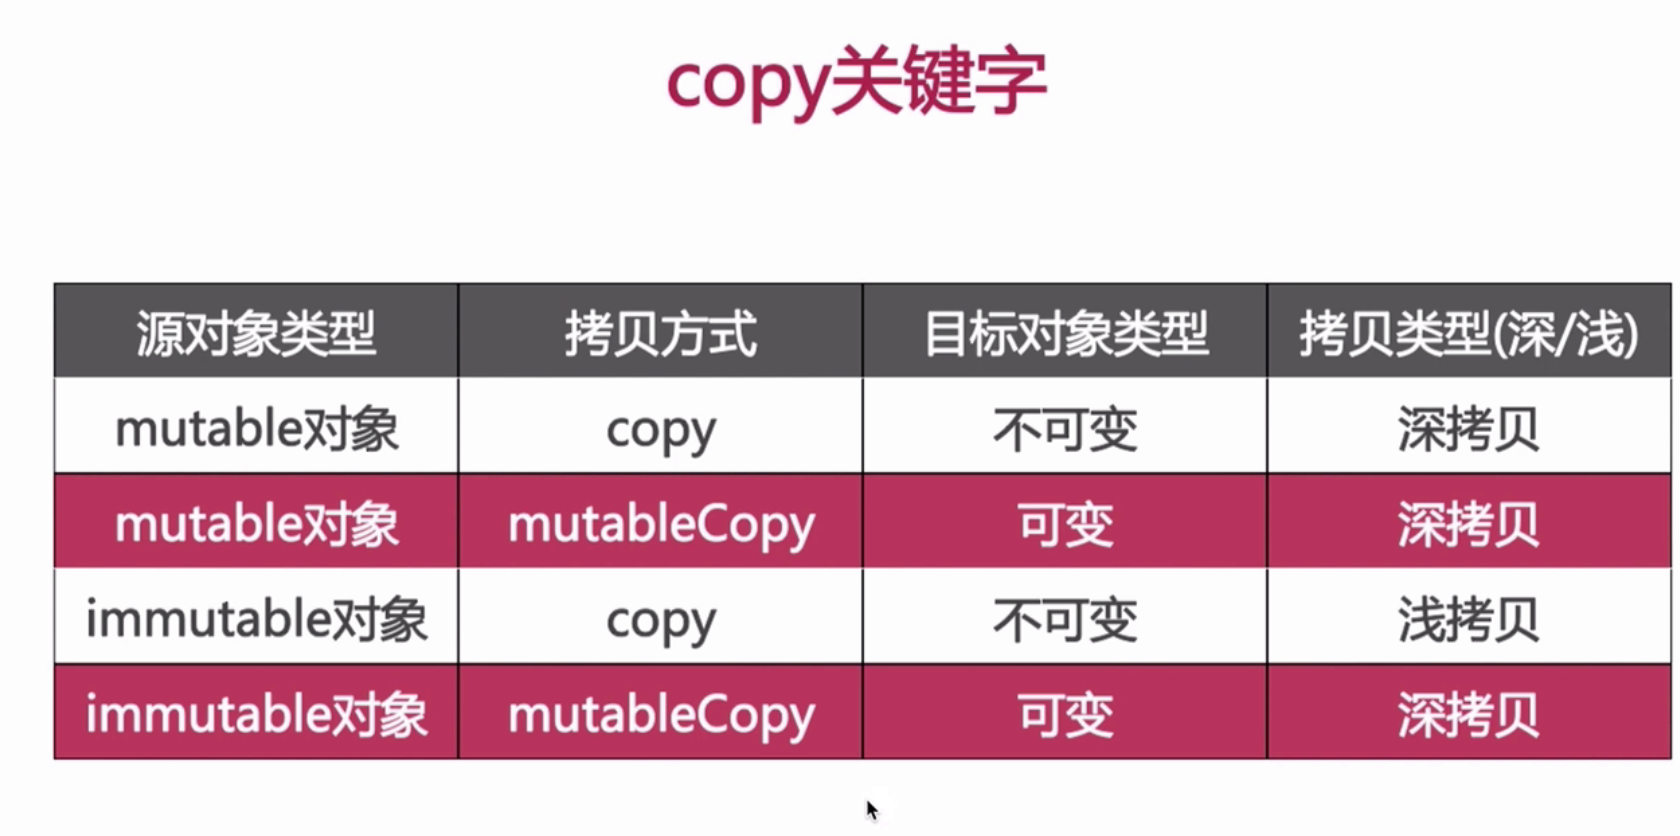 copy关键字
源对象类型 拷贝方式 目标对象类型 拷贝类型(深/浅)
mutable对象 copy 不可变 深拷贝
mutable对象 mutableCopy 可变 深拷贝
immutable对象 copy 不可变 浅拷贝
immutable对象 mutableCopy 可变 深拷贝